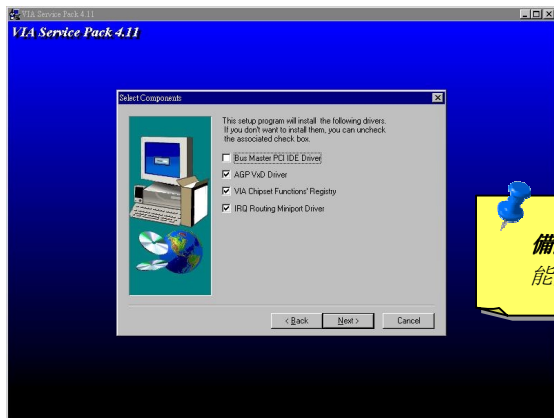 VIA Service Pack 4.11
VIA Service Pack 4.11
Select Components
This setup program will install the following drivers.
If you don't want to install them, you can uncheck
the associated check box.
Bus Master PCI IDE Driver
AGP VxD Driver
VIA Chipset Functions' Registry
IRQ Routing Miniport Driver
< Back
Next >
Cancel
備
能